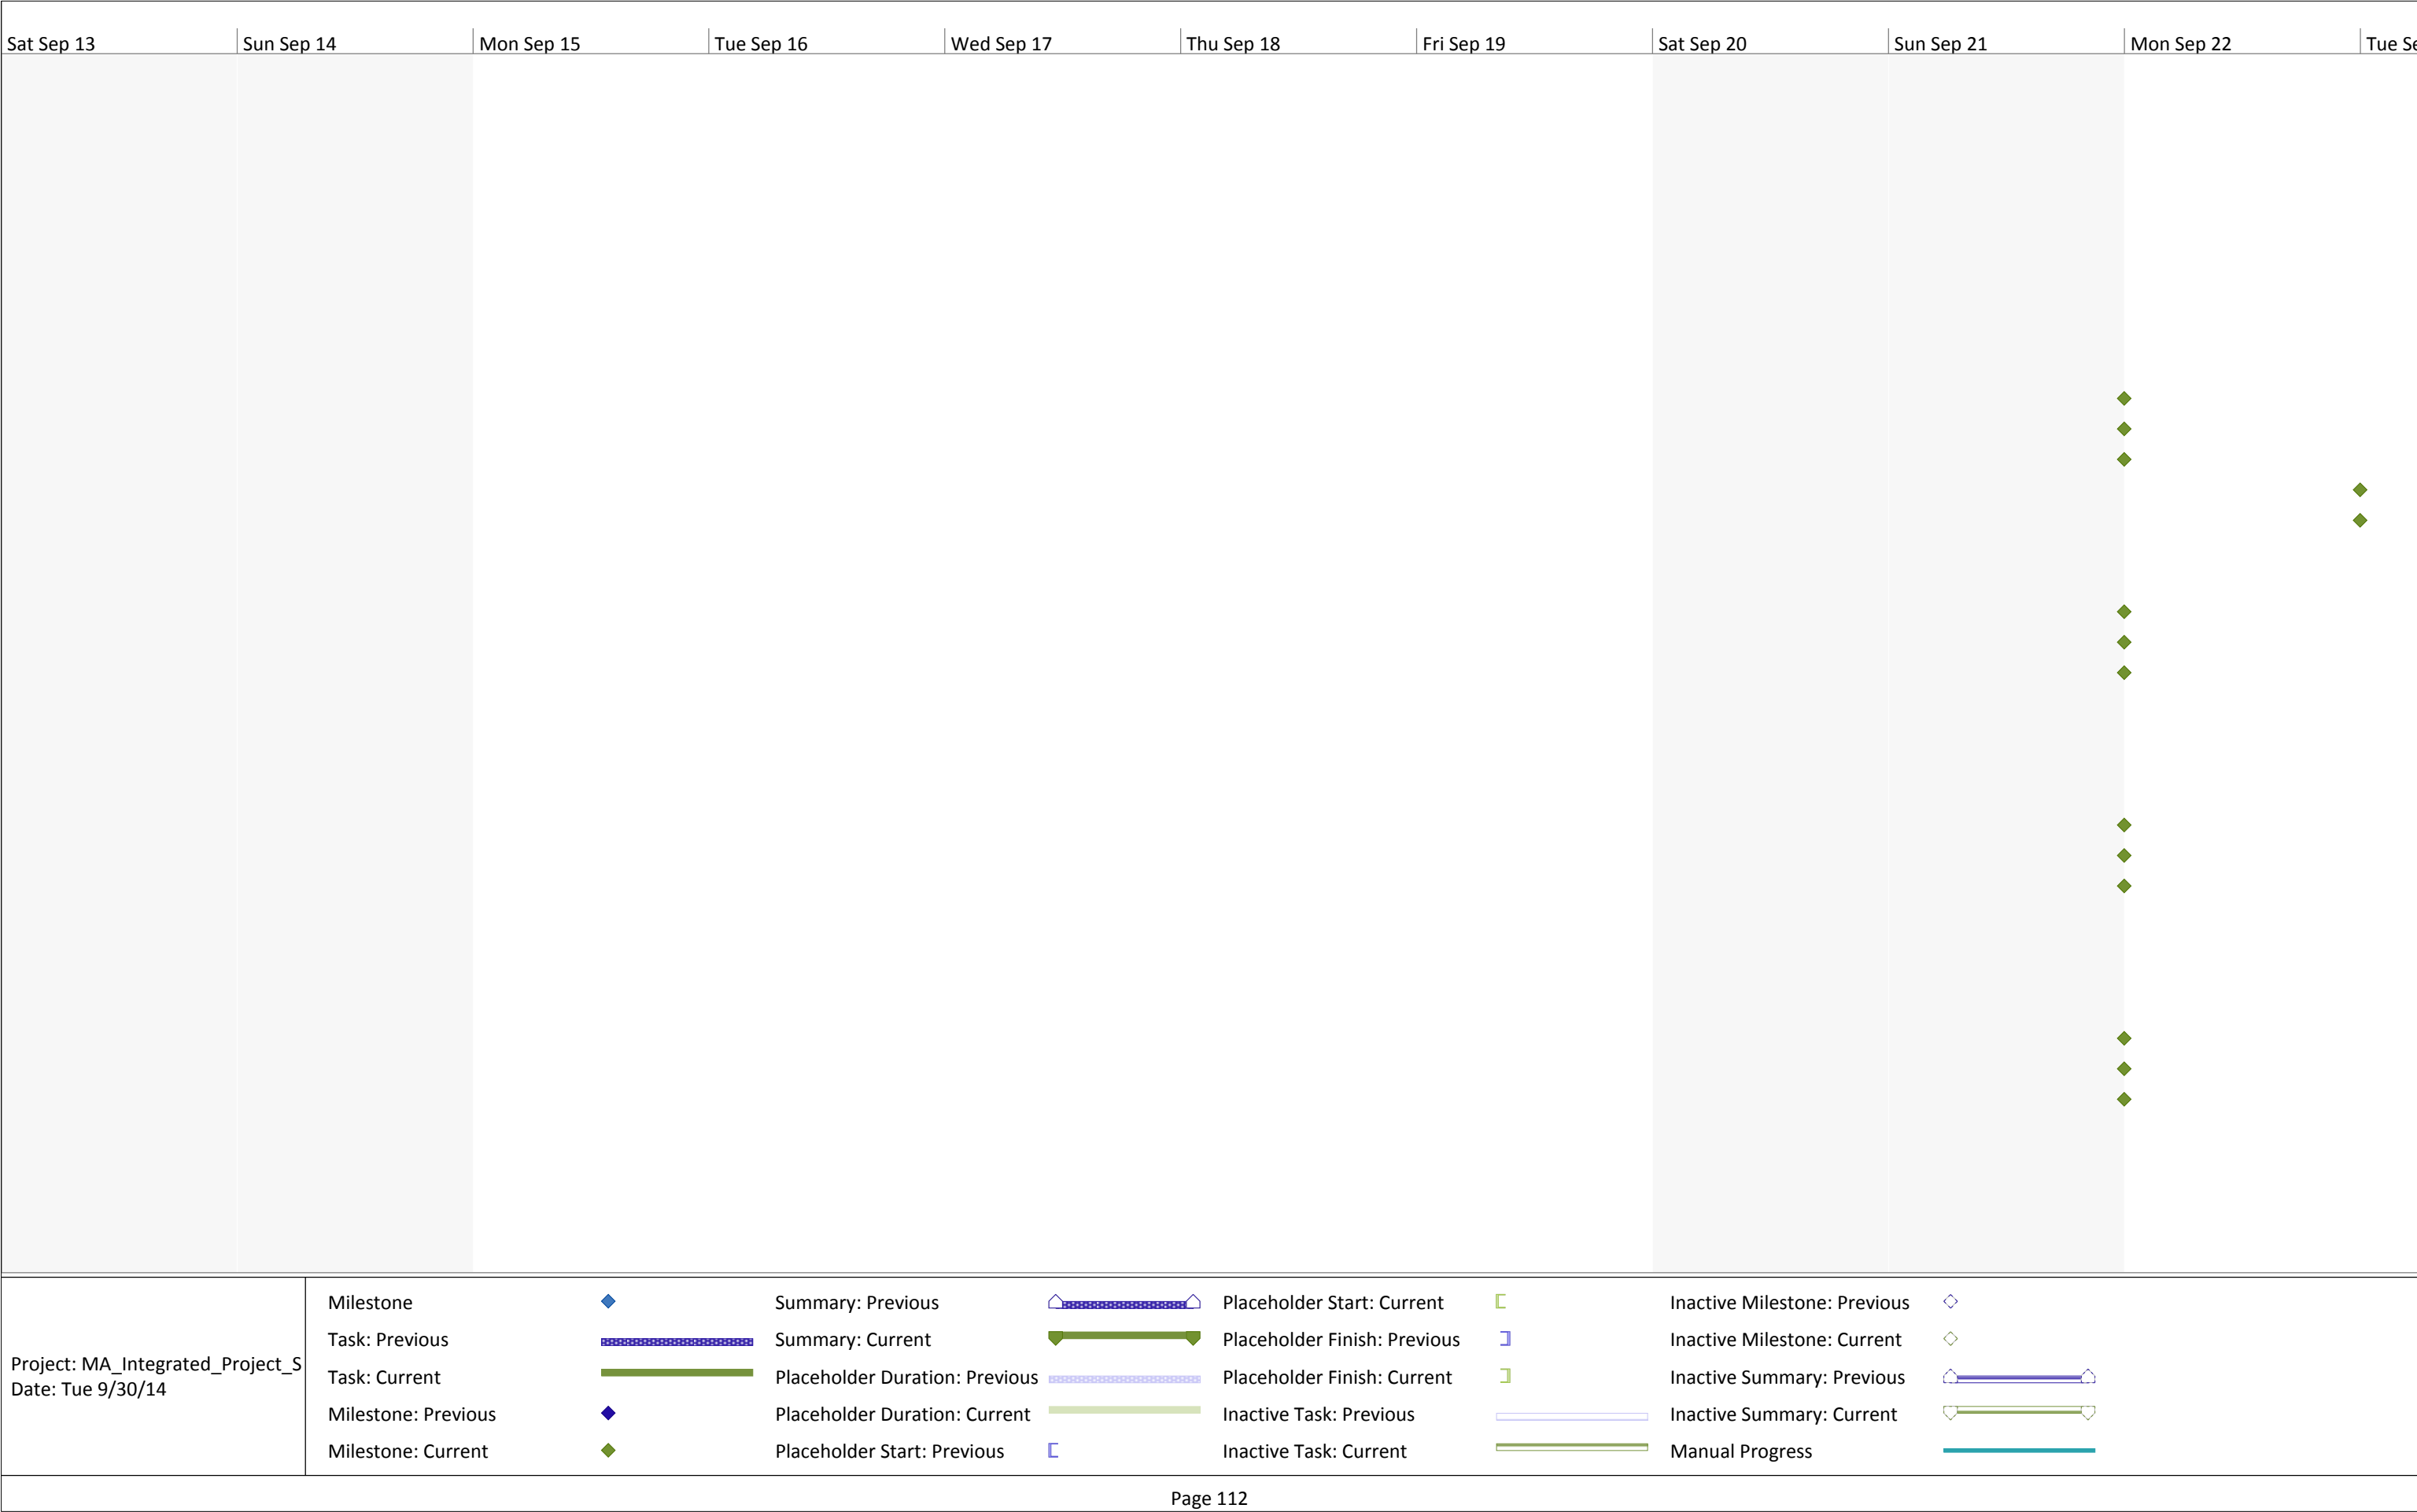 Sat Sep 13 Sun Sep 14 Mon Sep 15 Tue Sep 16 Wed Sep 17 Thu Sep 18 Fri Sep 19 Sat Sep 20 Sun Sep 21 Mon Sep 22 Tue Se
Project: MA_Integrated_Project_S
Date: Tue 9/30/14
Milestone
Task: Previous
Task: Current
Milestone: Previous
Milestone: Current
Summary: Previous
Summary: Current
Placeholder Duration: Previous
Placeholder Duration: Current
Placeholder Start: Previous
Placeholder Start: Current
Placeholder Finish: Previous
Placeholder Finish: Current
Inactive Task: Previous
Inactive Task: Current
Inactive Milestone: Previous
Inactive Milestone: Current
Inactive Summary: Previous
Inactive Summary: Current
Manual Progress
Page 112